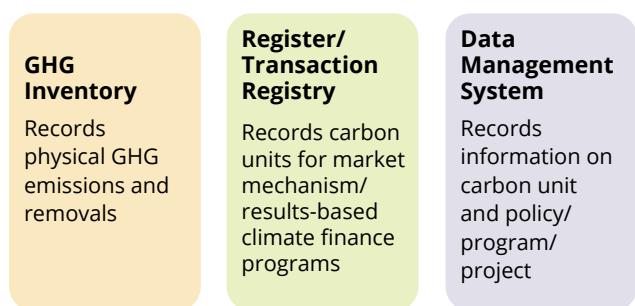 GHG
Inventory
Records
physical GHG
emissions and
removals
Register/
Transaction
Registry
Records carbon
units for market
mechanism/
results-based
climate finance
programs
Data
Management
System
Records
information on
carbon unit
and policy/
program/
project